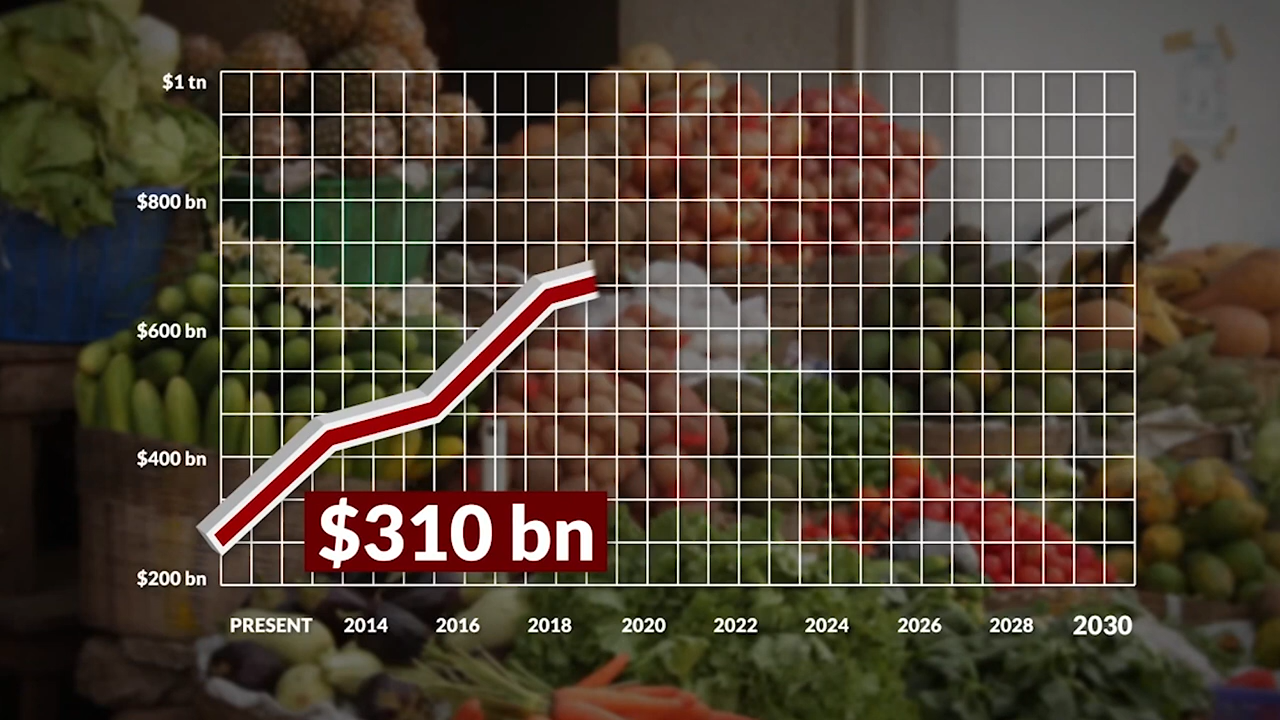 $1 tn
$800 bn
$600 bn
$400 bn
$200 bn
$310 bn
PRESENT 2014 2016 2018 2020 2022 2024 2026 2028 2030